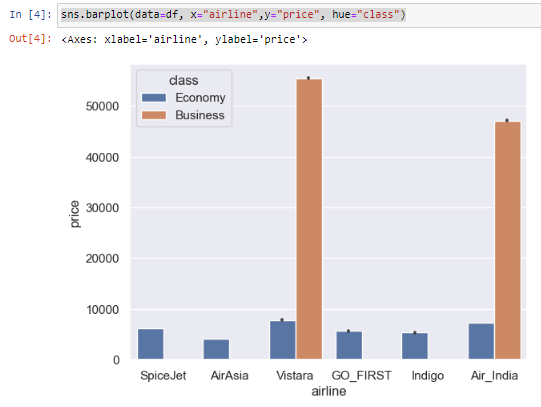 In [4]: sns.barplot(data=df, x="airline",y="price", hue="class")
Out[4]: <Axes: xlabel='airline', ylabel='price'>
class
Economy
Business
50000
40000
30000
20000
10000
0
price
SpiceJet AirAsia Vistara GO_FIRST Indigo Air_India
airline